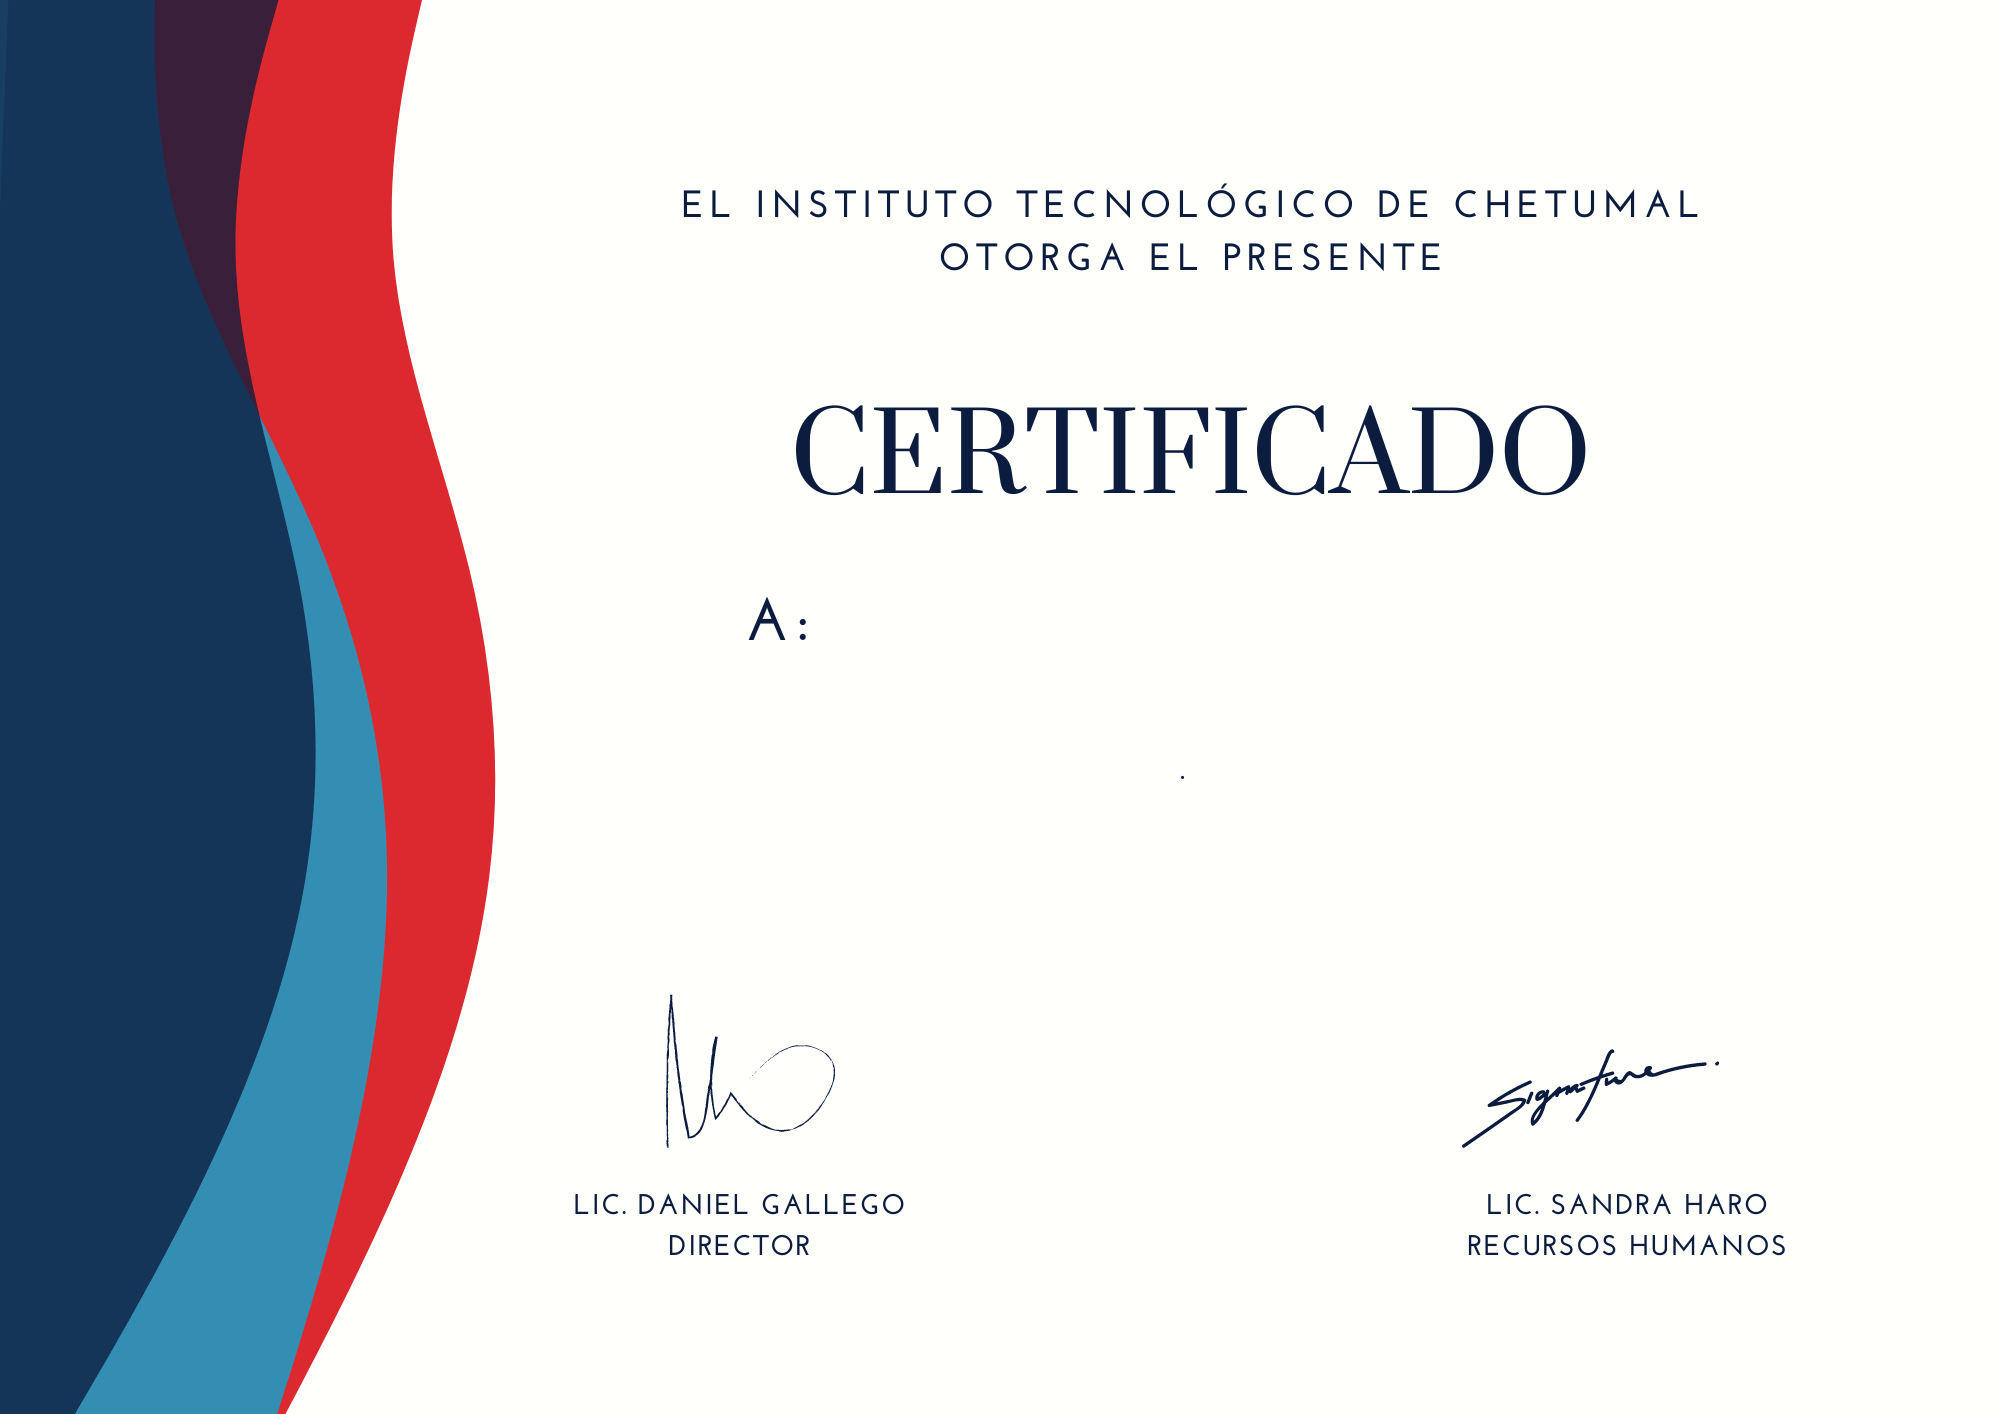 EL INSTITUTO TECNOLÓGICO DE CHETUMAL
OTORGA EL PRESENTE
CERTIFICADO
A:
.
Signature.
LIC. DANIEL GALLEGO
DIRECTOR
LIC. SANDRA HARO
RECURSOS HUMANOS